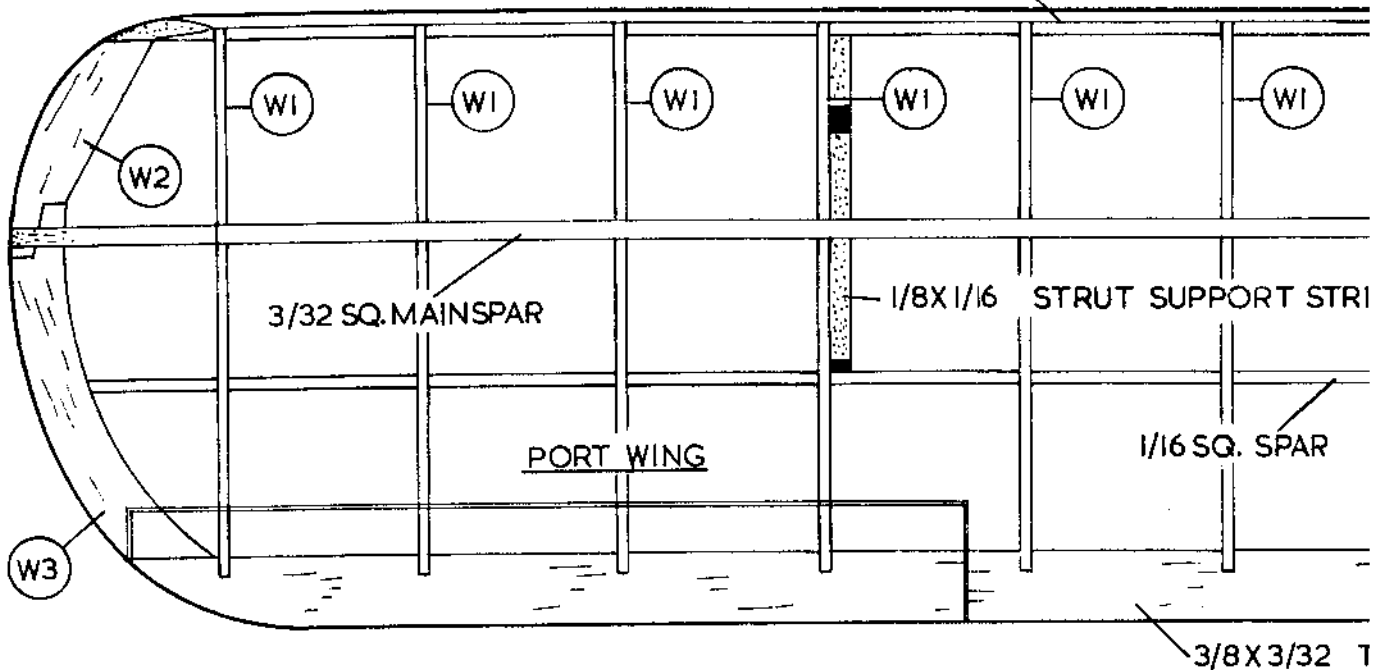 W1 W1 W1 W1 W1 W1
W2
3/32 SQ. MAINSPAR
1/8X1/16 STRUT SUPPORT STRI
1/16 SQ. SPAR
PORT WING
W3
3/8X3/32 T